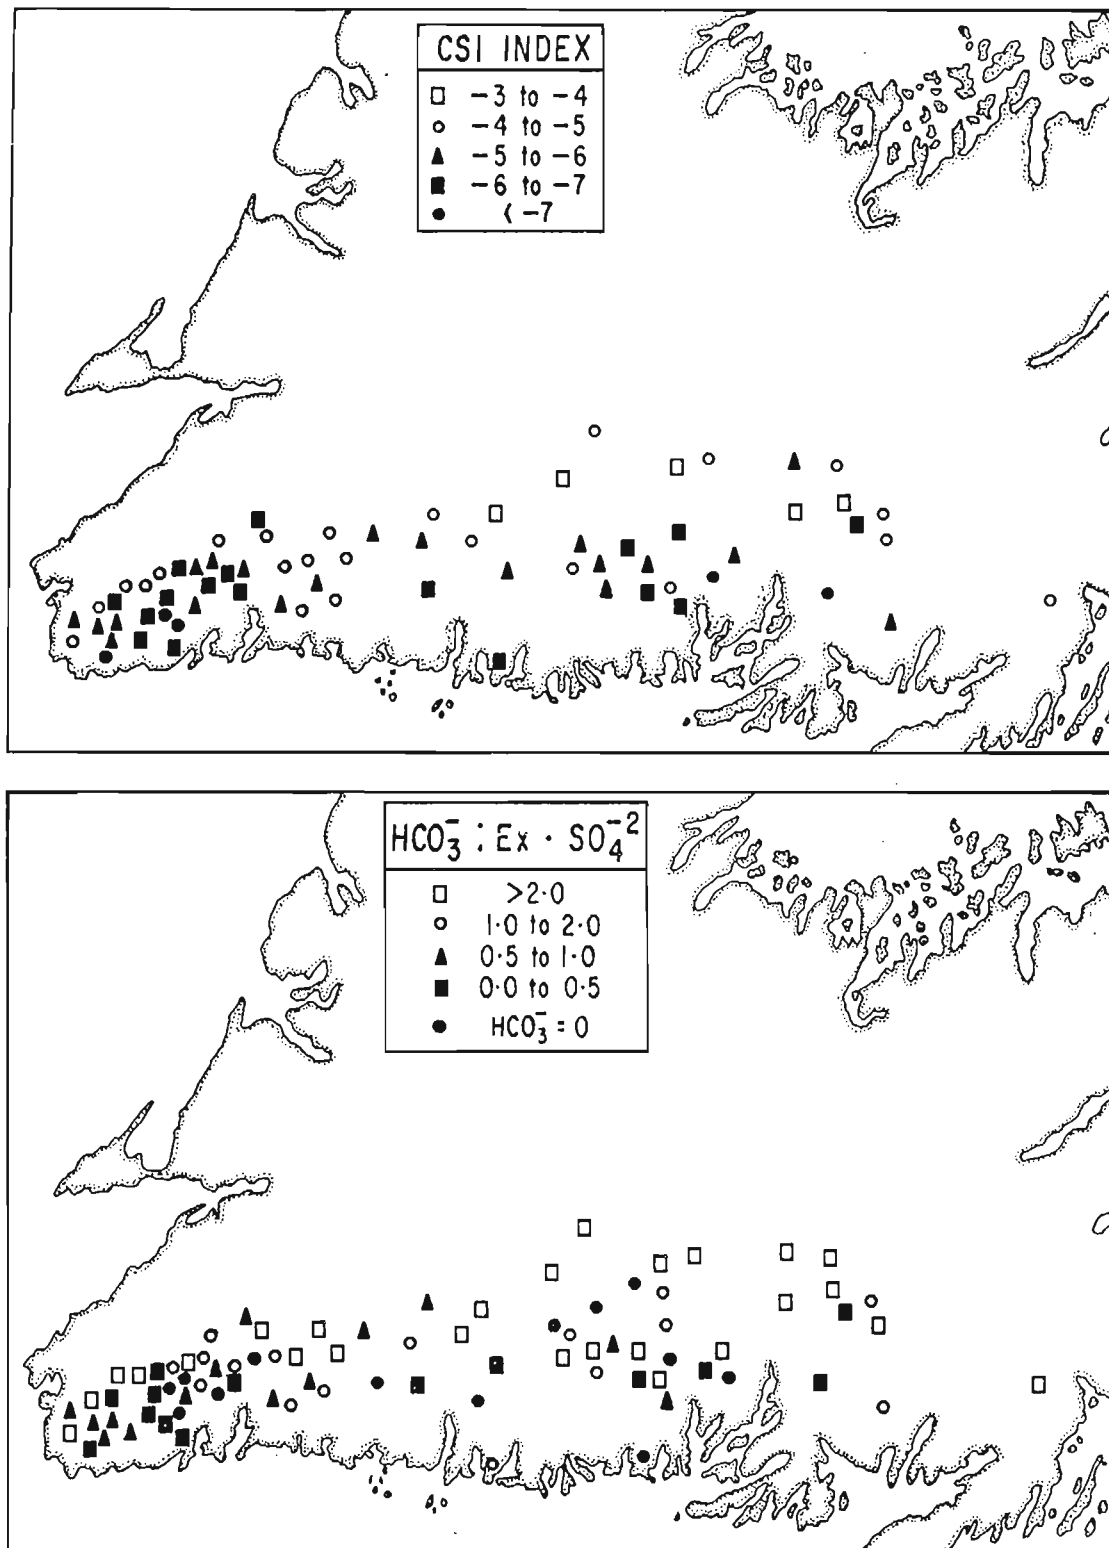 CSI INDEX
-3 to -4
-4 to -5
-5 to -6
-6 to -7
< -7
HCO₃⁻ : Ex · SO₄⁻²
>2·0
1·0 to 2·0
0·5 to 1·0
0·0 to 0·5
HCO₃⁻ = 0